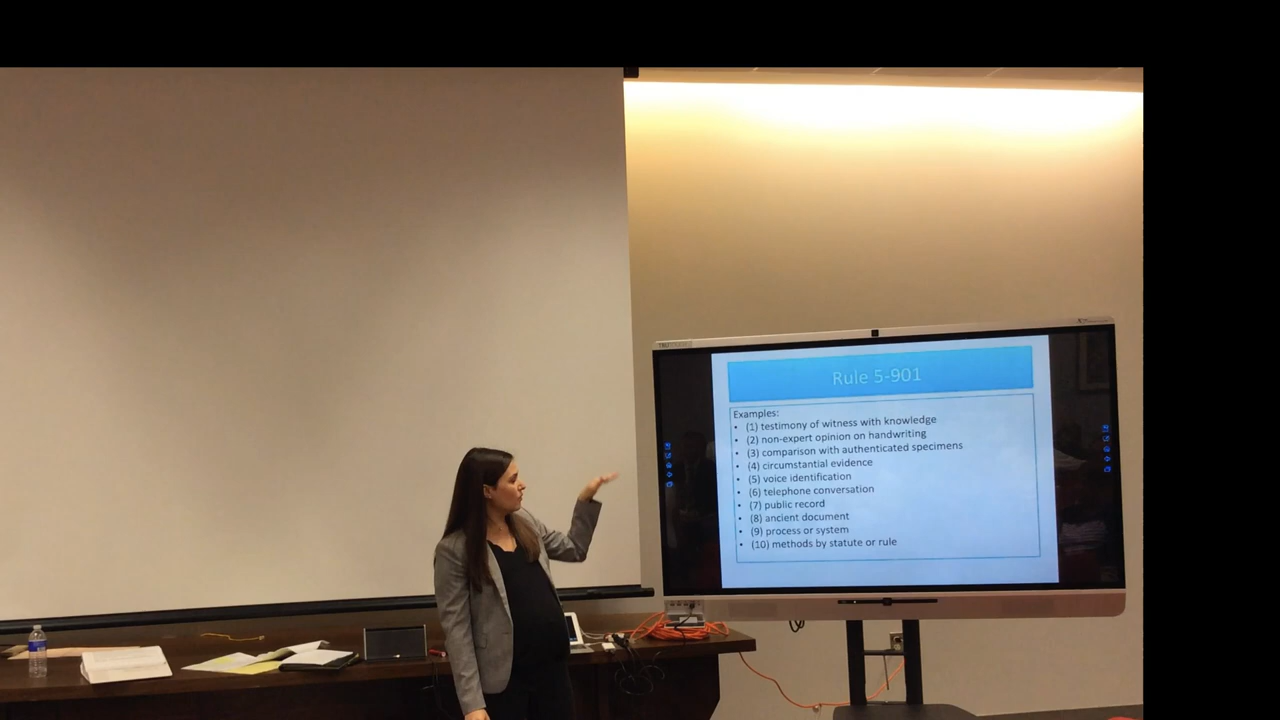 Rule 5-901
Examples:
• (1) testimony of witness with knowledge
• (2) non-expert opinion on handwriting
• (3) comparison with authenticated specimens
• (4) circumstantial evidence
• (5) voice identification
• (6) telephone conversation
• (7) public record
• (8) ancient document
• (9) process or system
• (10) methods by statute or rule